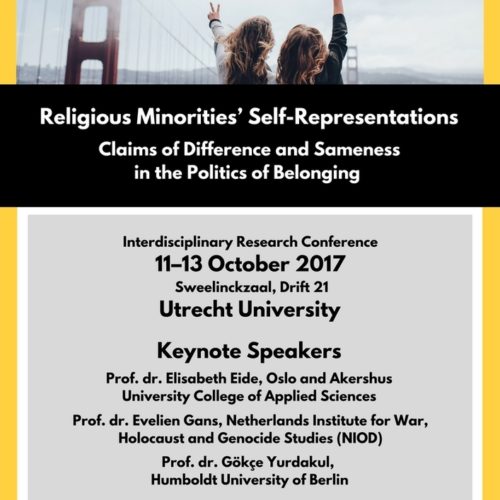 Religious Minorities’ Self-Representations
Claims of Difference and Sameness
in the Politics of Belonging
Interdisciplinary Research Conference
11–13 October 2017
Sweelinckzaal, Drift 21
Utrecht University
Keynote Speakers
Prof. dr. Elisabeth Eide, Oslo and Akershus
University College of Applied Sciences
Prof. dr. Evelien Gans, Netherlands Institute for War,
Holocaust and Genocide Studies (NIOD)
Prof. dr. Gökçe Yurdakul,
Humboldt University of Berlin